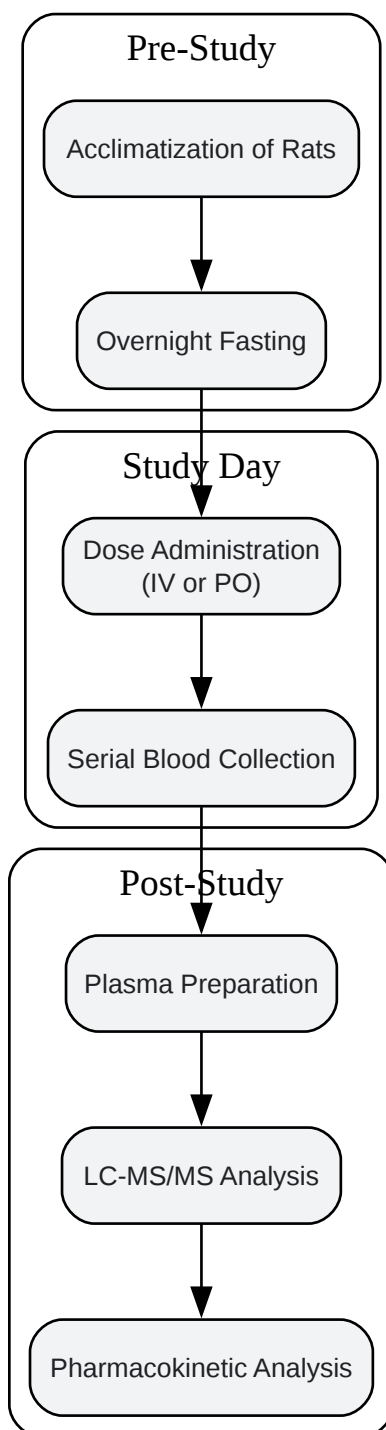 Pre-Study
Acclimatization of Rats
Overnight Fasting
Study Day
Dose Administration
(IV or PO)
Serial Blood Collection
Post-Study
Plasma Preparation
LC-MS/MS Analysis
Pharmacokinetic Analysis